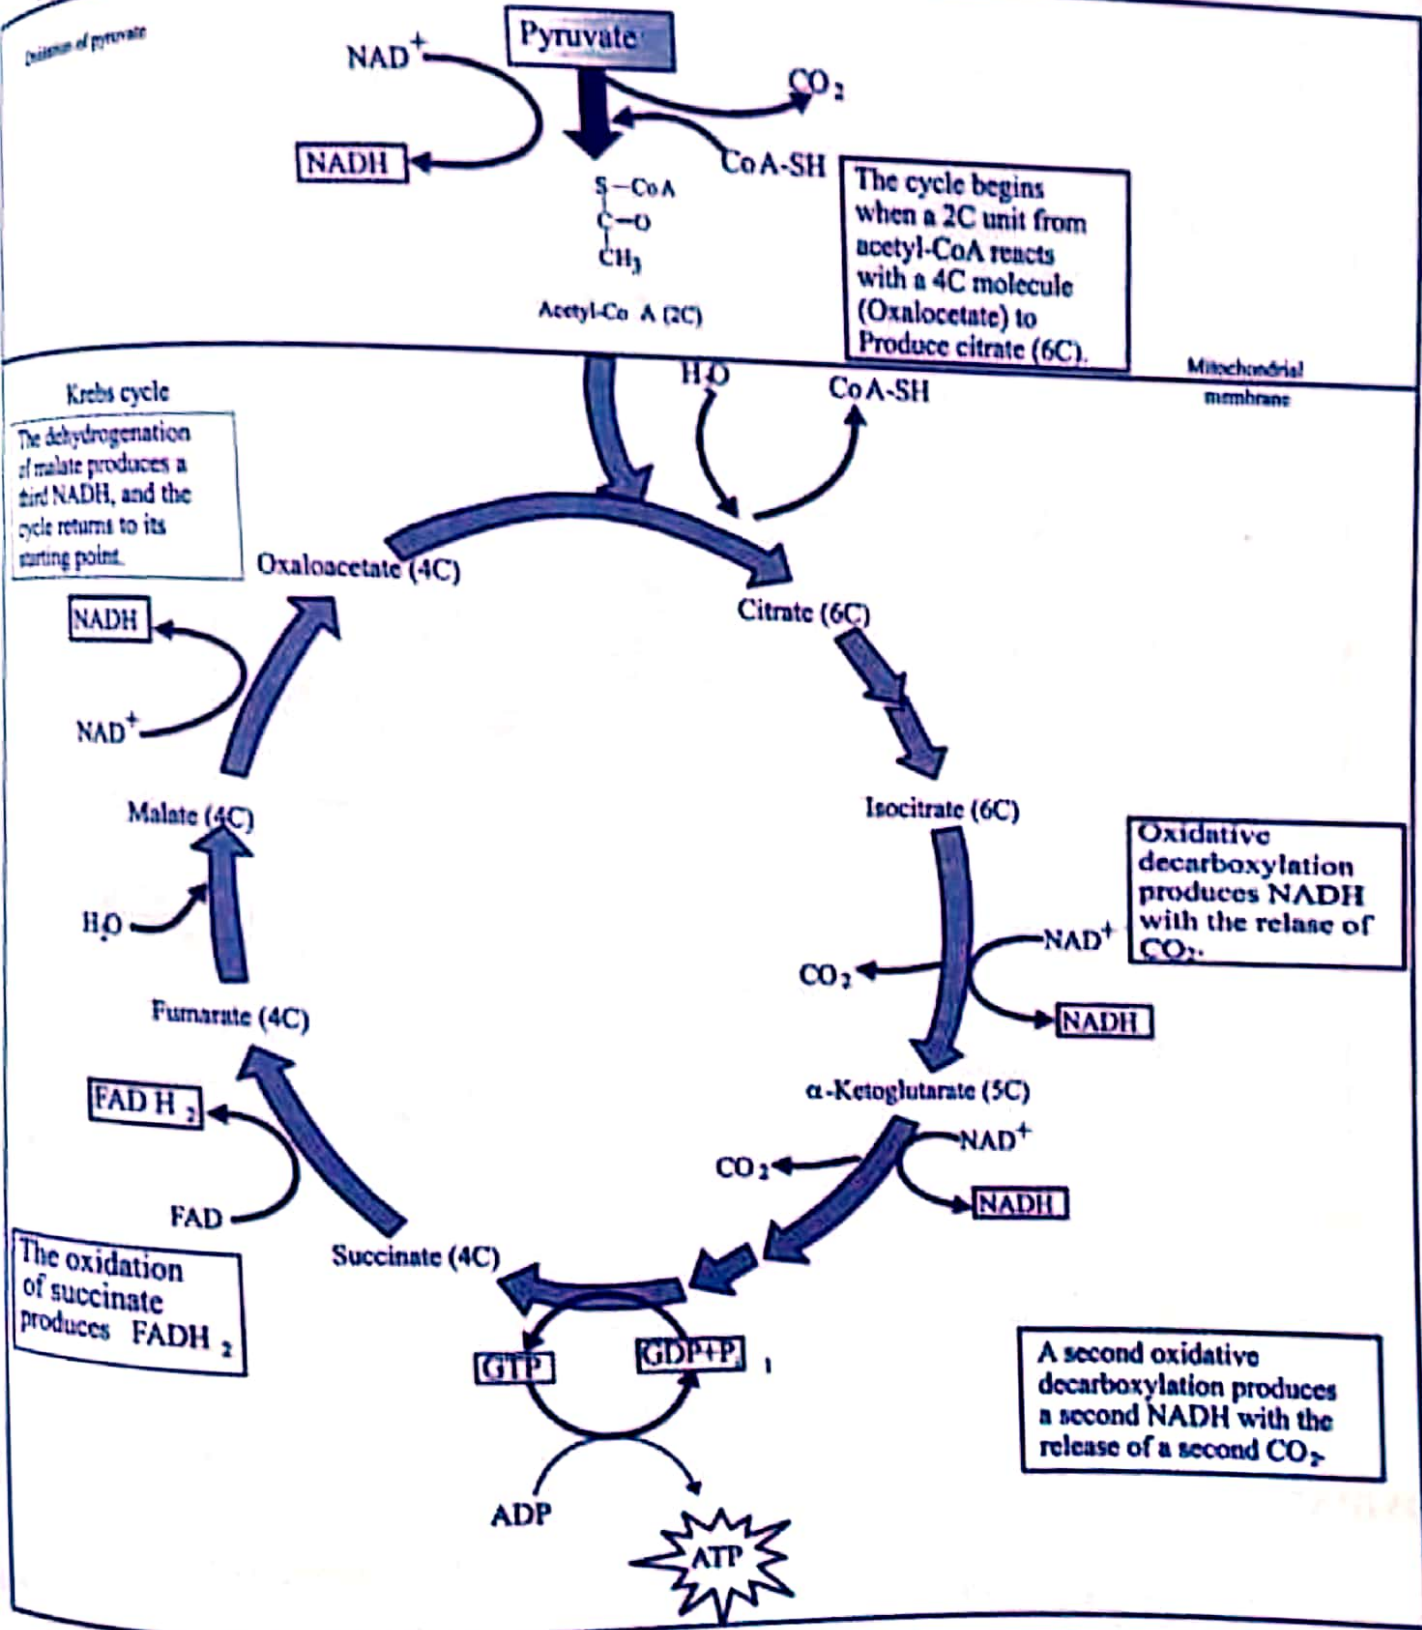 of pyruvate
Pyruvate
NAD+
CO2
NADH
CoA-SH
S-CoA
C-O
CH3
Acetyl-Co A (2C)
The cycle begins
when a 2C unit from
acetyl-CoA reacts
with a 4C molecule
(Oxalocetate) to
Produce citrate (6C).
Mitochondrial
membrane
Krebs cycle
H2O
CoA-SH
The dehydrogenation
of malate produces a
third NADH, and the
cycle returns to its
starting point.
Oxaloacetate (4C)
Citrate (6C)
NADH
NAD+
Malate (4C)
Isocitrate (6C)
Oxidative
decarboxylation
produces NADH
with the relase of
CO2.
H2O
NAD+
CO2
NADH
Fumarate (4C)
α-Ketoglutarate (5C)
FAD H2
NAD+
CO2
NADH
FAD
Succinate (4C)
The oxidation
of succinate
produces FADH2
GTP
GDP+P
1
A second oxidative
decarboxylation produces
a second NADH with the
release of a second CO2.
ADP
ATP